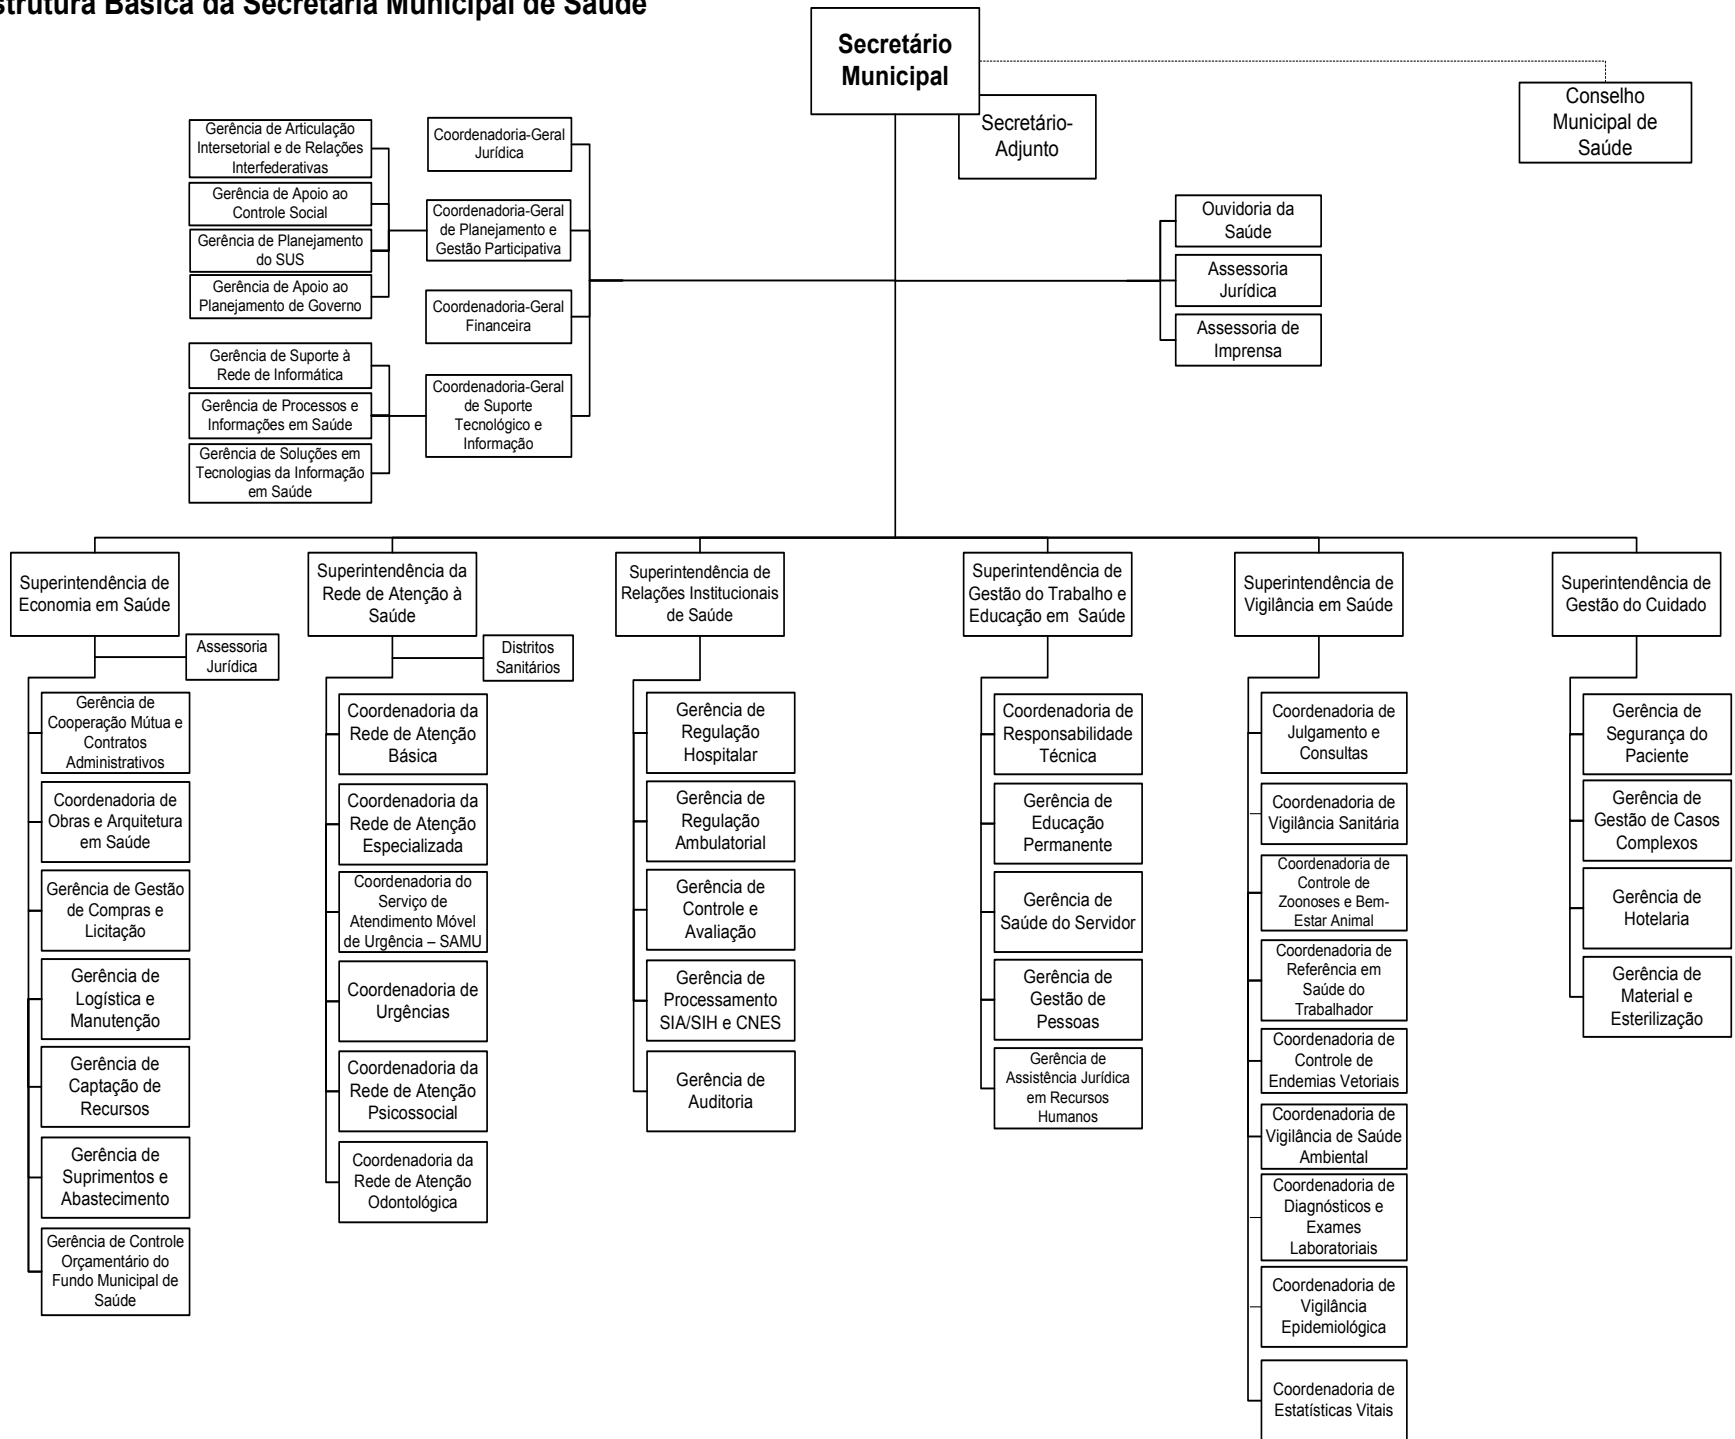 strutura Básica da Secretaria Municipal de Saúde
Secretário
Municipal
Secretário-
Adjunto
Conselho
Municipal de
Saúde
Gerência de Articulação
Intersetorial e de Relações
Interfederativas
Gerência de Apoio ao
Controle Social
Gerência de Planejamento
do SUS
Gerência de Apoio ao
Planejamento de Governo
Coordenadoria-Geral
Jurídica
Coordenadoria-Geral
de Planejamento e
Gestão Participativa
Coordenadoria-Geral
Financeira
Coordenadoria-Geral
de Suporte
Tecnológico e
Informação
Gerência de Suporte à
Rede de Informática
Gerência de Processos e
Informações em Saúde
Gerência de Soluções em
Tecnologias da Informação
em Saúde
Ouvidoria da
Saúde
Assessoria
Jurídica
Assessoria de
Imprensa
Superintendência de
Economia em Saúde
Assessoria
Jurídica
Gerência de
Cooperação Mútua e
Contratos
Administrativos
Coordenadoria de
Obras e Arquitetura
em Saúde
Gerência de Gestão
de Compras e
Licitação
Gerência de
Logística e
Manutenção
Gerência de
Captação de
Recursos
Gerência de
Suprimentos e
Abastecimento
Gerência de Controle
Orçamentário do
Fundo Municipal de
Saúde
Superintendência da
Rede de Atenção à
Saúde
Distritos
Sanitários
Coordenadoria da
Rede de Atenção
Básica
Coordenadoria da
Rede de Atenção
Especializada
Coordenadoria do
Serviço de
Atendimento Móvel
de Urgência – SAMU
Coordenadoria de
Urgências
Coordenadoria da
Rede de Atenção
Psicossocial
Coordenadoria da
Rede de Atenção
Odontológica
Superintendência de
Relações Institucionais
de Saúde
Gerência de
Regulação
Hospitalar
Gerência de
Regulação
Ambulatorial
Gerência de
Controle e
Avaliação
Gerência de
Processamento
SIA/SIH e CNES
Gerência de
Auditoria
Superintendência de
Gestão do Trabalho e
Educação em Saúde
Coordenadoria de
Responsabilidade
Técnica
Gerência de
Educação
Permanente
Gerência de
Saúde do Servidor
Gerência de
Gestão de
Pessoas
Gerência de
Assistência Jurídica
em Recursos
Humanos
Superintendência de
Vigilância em Saúde
Coordenadoria de
Julgamento e
Consultas
Coordenadoria de
Vigilância Sanitária
Coordenadoria de
Controle de
Zoonoses e Bem-
Estar Animal
Coordenadoria de
Referência em
Saúde do
Trabalhador
Coordenadoria de
Controle de
Endemias Vetoriais
Coordenadoria de
Vigilância de Saúde
Ambiental
Coordenadoria de
Diagnósticos e
Exames
Laboratoriais
Coordenadoria de
Vigilância
Epidemiológica
Coordenadoria de
Estatísticas Vitais
Superintendência de
Gestão do Cuidado
Gerência de
Segurança do
Paciente
Gerência de
Gestão de Casos
Complexos
Gerência de
Hotelaria
Gerência de
Material e
Esterilização